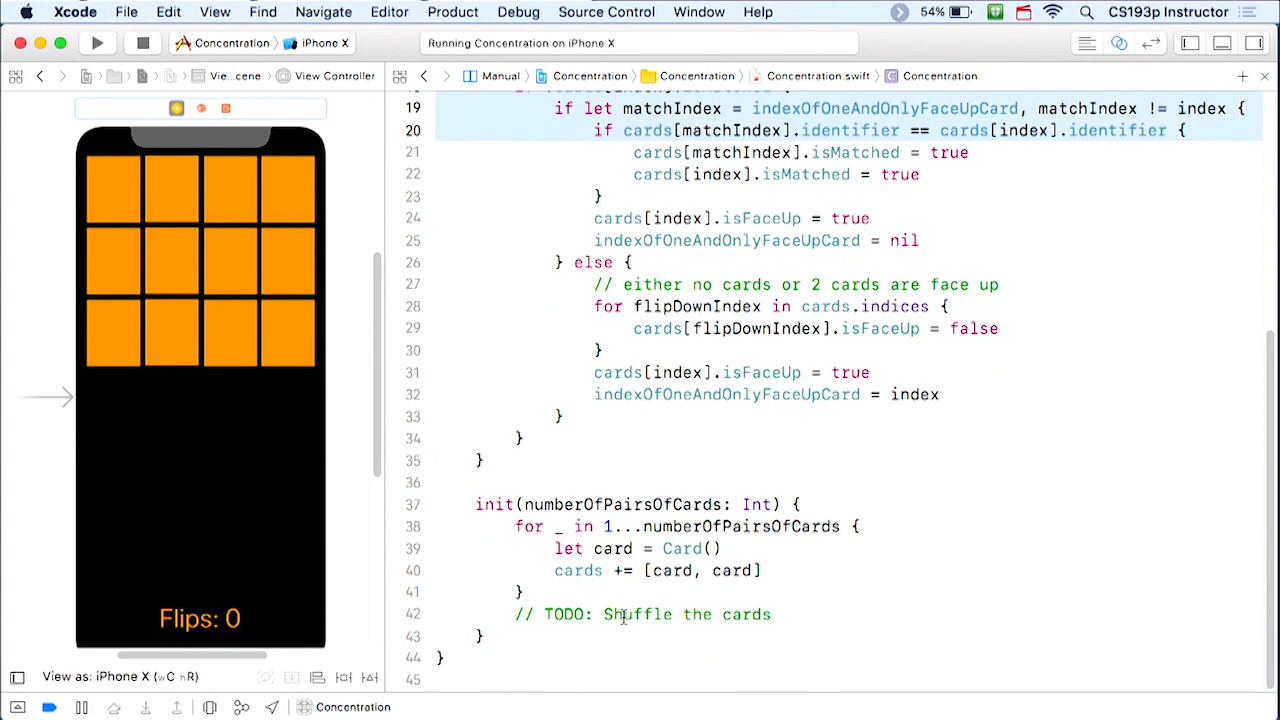 Xcode File Edit View Find Navigate Editor Product Debug Source Control Window Help 54% CS193p Instructor
Concentration iPhone X Running Concentration on iPhone X
Vie...cene View Controller Manual Concentration Concentration Concentration.swift Concentration
19 if let matchIndex = indexOfOneAndOnlyFaceUpCard, matchIndex != index {
20 if cards[matchIndex].identifier == cards[index].identifier {
21 cards[matchIndex].isMatched = true
22 cards[index].isMatched = true
23 }
24 cards[index].isFaceUp = true
25 indexOfOneAndOnlyFaceUpCard = nil
26 } else {
27 // either no cards or 2 cards are face up
28 for flipDownIndex in cards.indices {
29 cards[flipDownIndex].isFaceUp = false
30 }
31 cards[index].isFaceUp = true
32 indexOfOneAndOnlyFaceUpCard = index
33 }
34 }
35 }
36
37 init(numberOfPairsOfCards: Int) {
38 for _ in 1...numberOfPairsOfCards {
39 let card = Card()
40 cards += [card, card]
41 }
42 // TODO: Shuffle the cards
43 }
44 }
45
Flips: 0
View as: iPhone X (wC hR)
Concentration